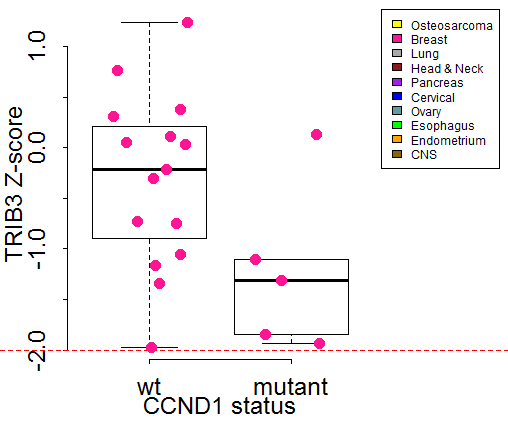 Osteosarcoma
Breast
Lung
Head & Neck
Pancreas
Cervical
Ovary
Esophagus
Endometrium
CNS
TRIB3 Z-score
1.0
0.0
-1.0
-2.0
wt mutant
CCND1 status